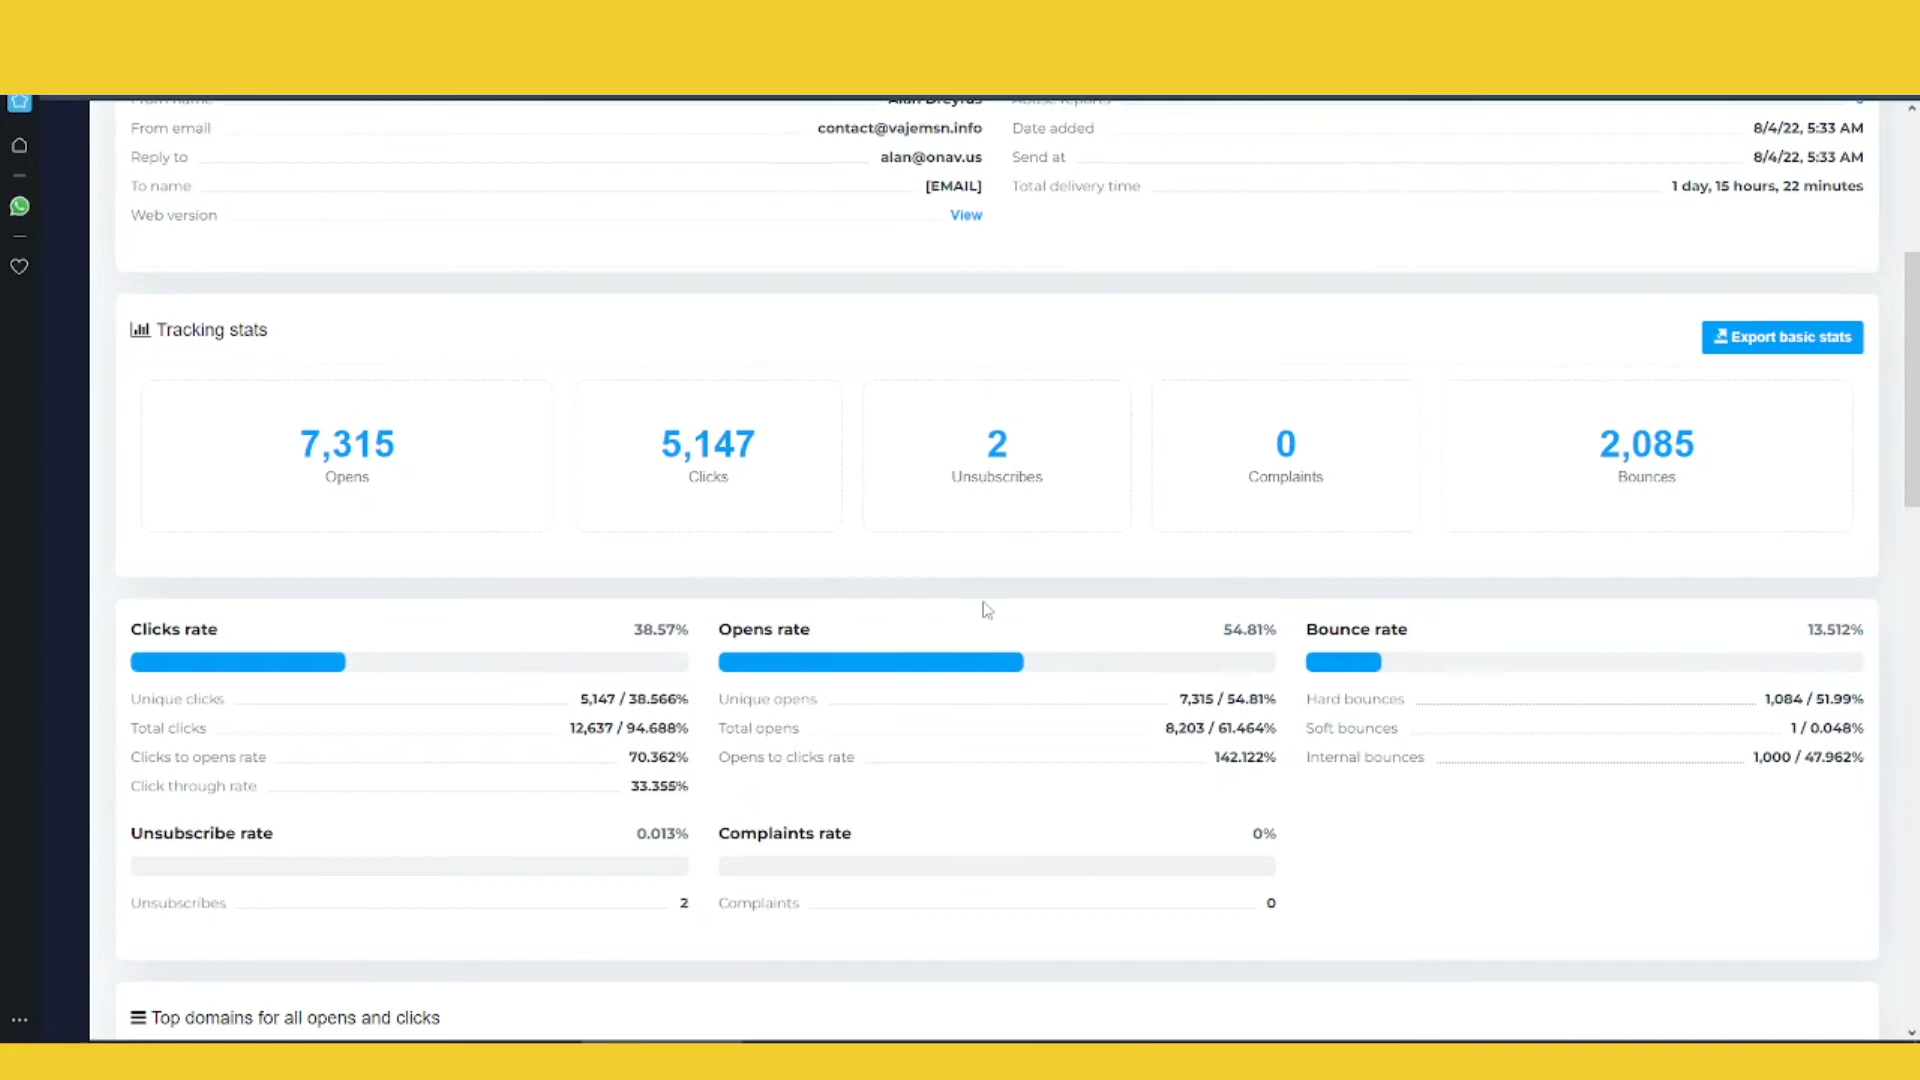 From name Alan Dreyfus Abuse reports
From email contact@vajemsn.info Date added 8/4/22, 5:33 AM
Reply to alan@onav.us Send at 8/4/22, 5:33 AM
To name [EMAIL] Total delivery time 1 day, 15 hours, 22 minutes
Web version View
Tracking stats Export basic stats
7,315 5,147 2 0 2,085
Opens Clicks Unsubscribes Complaints Bounces
Clicks rate 38.57% Opens rate 54.81% Bounce rate 13.512%
Unique clicks 5,147 / 38.566% Unique opens 7,315 / 54.81% Hard bounces 1,084 / 51.99%
Total clicks 12,637 / 94.688% Total opens 8,203 / 61.464% Soft bounces 1 / 0.048%
Clicks to opens rate 70.362% Opens to clicks rate 142.122% Internal bounces 1,000 / 47.962%
Click through rate 33.355%
Unsubscribe rate 0.013% Complaints rate 0%
Unsubscribes 2 Complaints 0
Top domains for all opens and clicks